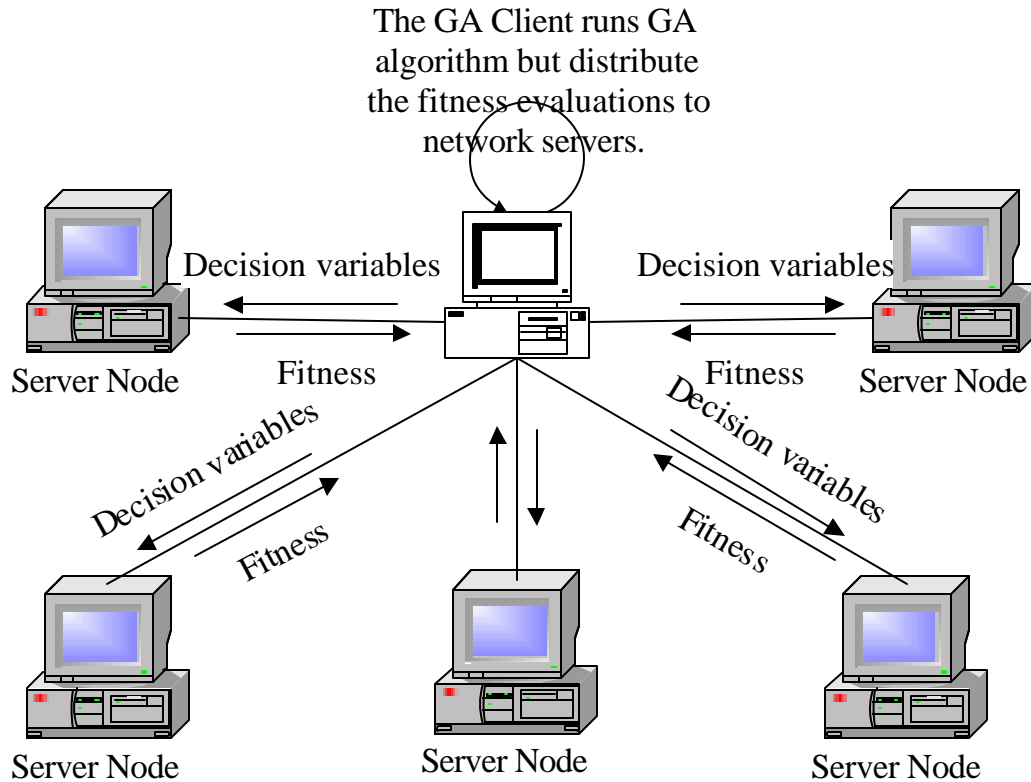 The GA Client runs GA
algorithm but distribute
the fitness evaluations to
network servers.
Decision variables
Decision variables
Fitness
Fitness
Server Node
Server Node
Decision variables
Decision variables
Fitness
Fitness
Server Node
Server Node
Server Node